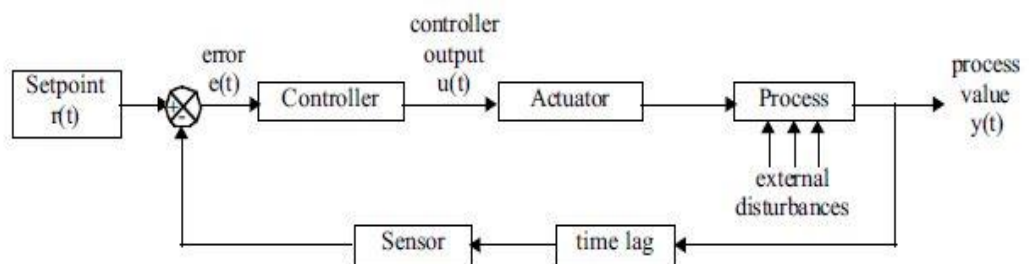 Setpoint
r(t)
+
-
error
e(t)
Controller
controller
output
u(t)
Actuator
Process
process
value
y(t)
external
disturbances
Sensor
time lag